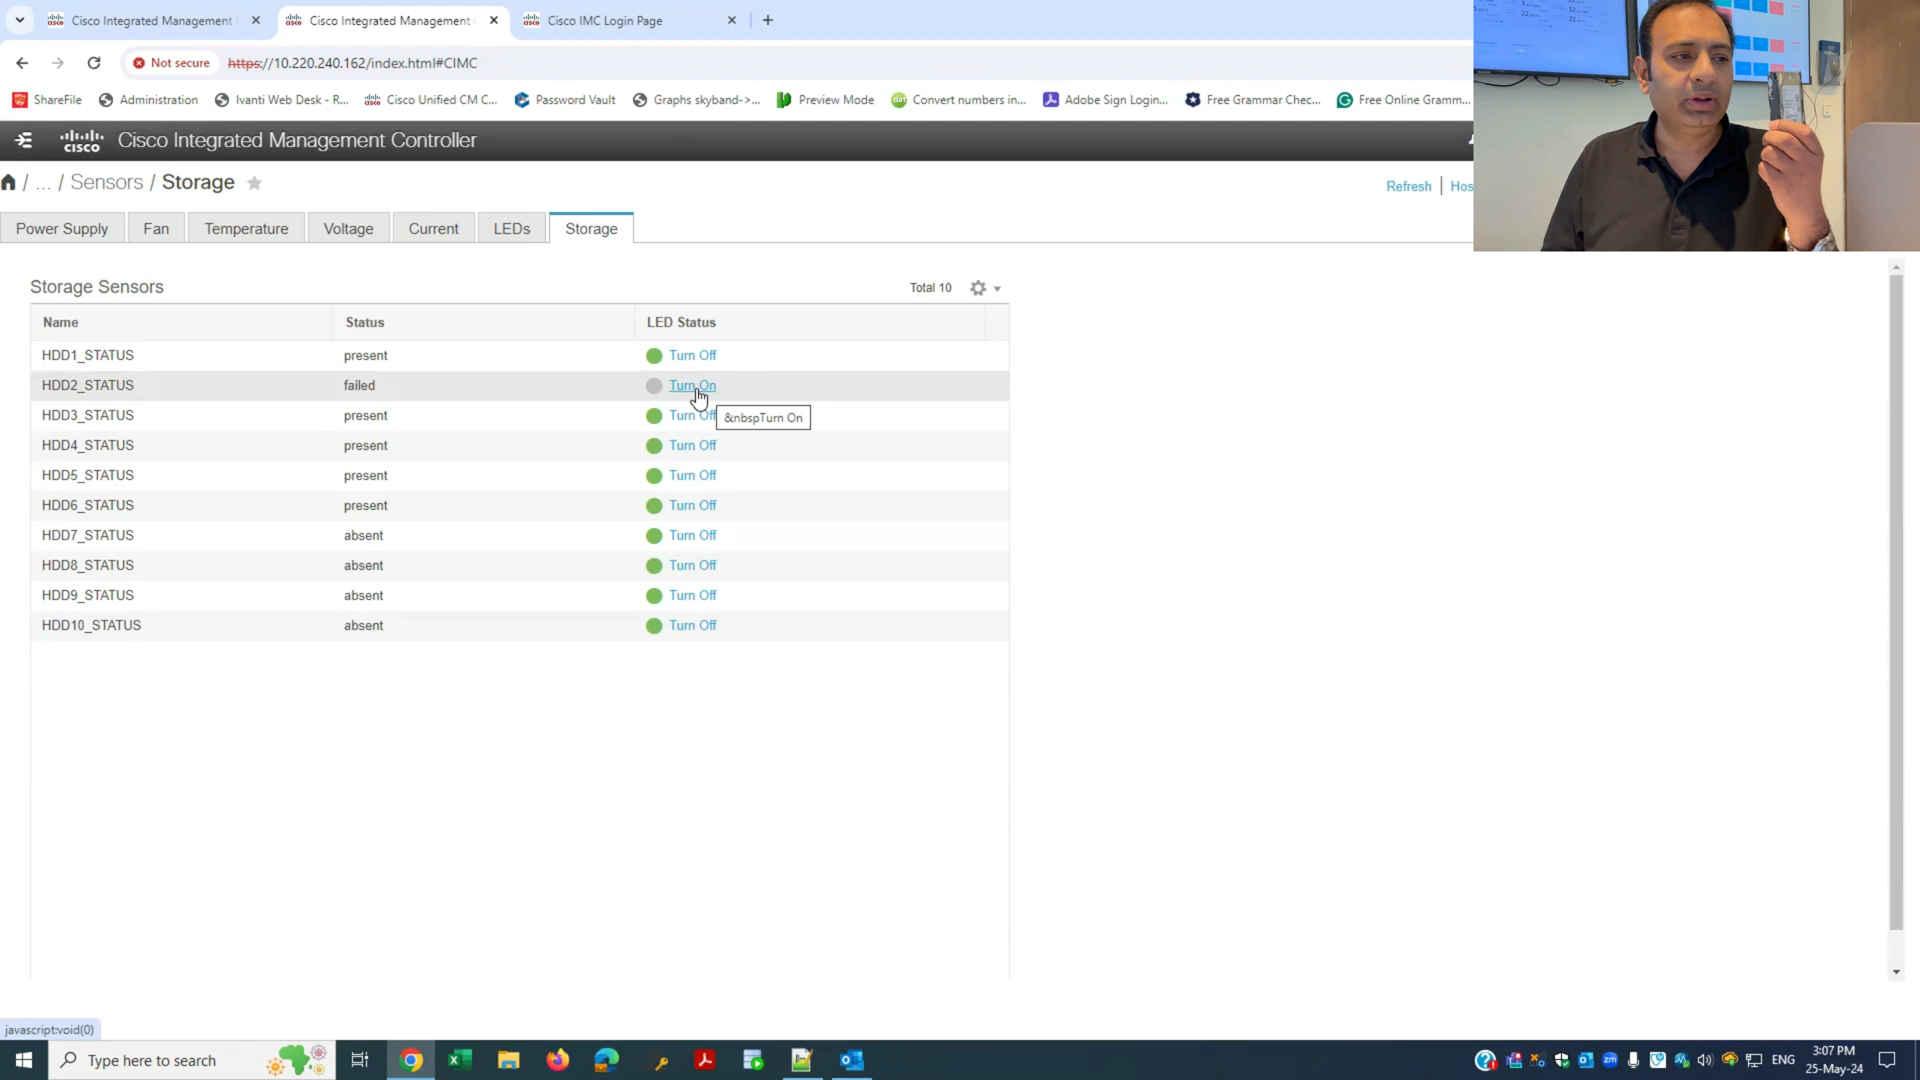 Cisco Integrated Management
Cisco Integrated Management
Cisco IMC Login Page
Not secure
https://10.220.240.162/index.html#CIMC
ShareFile
Administration
Ivanti Web Desk - R...
Cisco Unified CM C...
Password Vault
Graphs skyband->...
Preview Mode
Convert numbers in...
Adobe Sign Login...
Free Grammar Chec...
Free Online Gramm...
CISCO Cisco Integrated Management Controller
/ ... / Sensors / Storage
Refresh Hos
Power Supply
Fan
Temperature
Voltage
Current
LEDs
Storage
Storage Sensors
Total 10
Name Status LED Status
HDD1_STATUS present Turn Off
HDD2_STATUS failed Turn On
HDD3_STATUS present Turn Off
&nbspTurn On
HDD4_STATUS present Turn Off
HDD5_STATUS present Turn Off
HDD6_STATUS present Turn Off
HDD7_STATUS absent Turn Off
HDD8_STATUS absent Turn Off
HDD9_STATUS absent Turn Off
HDD10_STATUS absent Turn Off
javascript:void(0)
Type here to search
ENG
3:07 PM
25-May-24